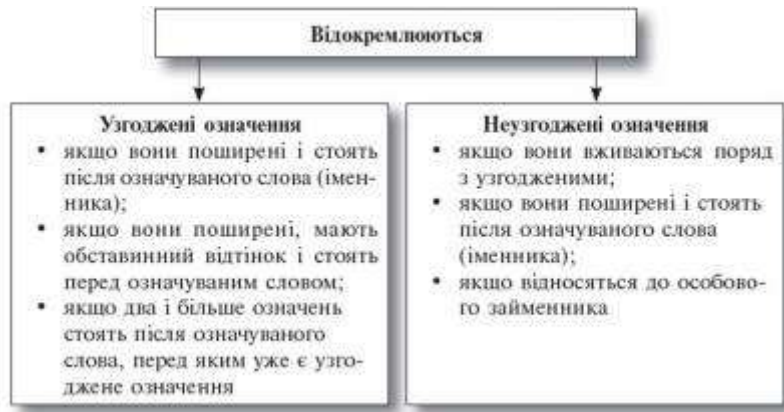 Відокремлюються
Узгоджені означення
• якщо вони поширені і стоять
після означуваного слова (імен-
ника);
• якщо вони поширені, мають
обставинний відтінок і стоять
перед означуваним словом;
• якщо два і більше означень
стоять після означуваного
слова, перед яким уже є узго-
джене означення
Неузгоджені означення
• якщо вони вживаються поряд
з узгодженими;
• якщо вони поширені і стоять
після означуваного слова
(іменника);
• якщо відносяться до особово-
го займенника